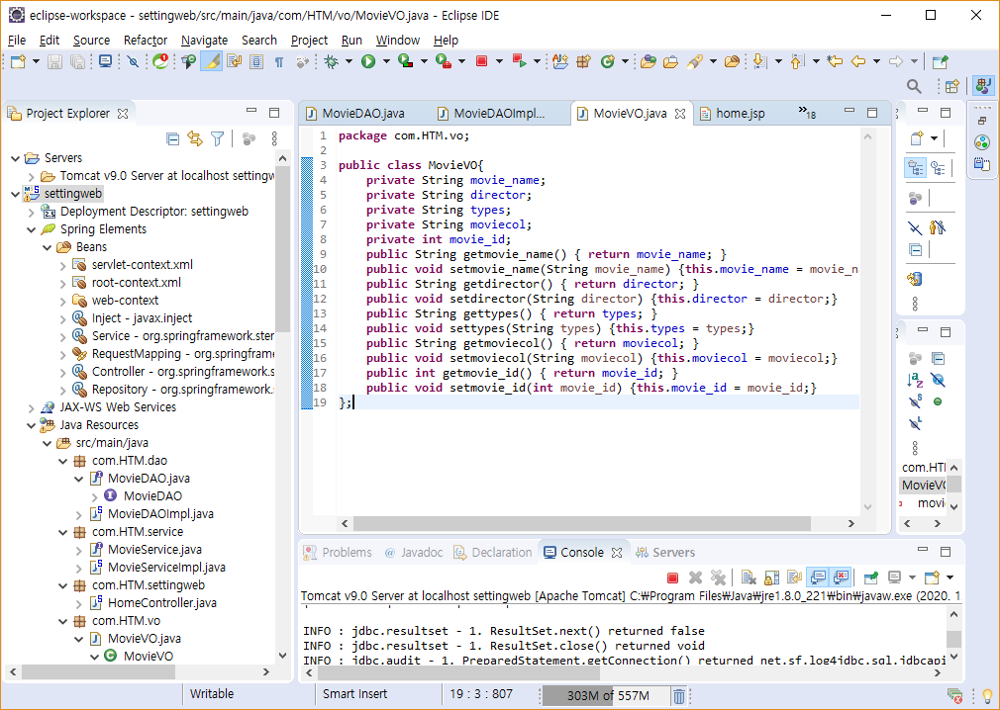 eclipse-workspace - settingweb/src/main/java/com/HTM/vo/MovieVO.java - Eclipse IDE
File Edit Source Refactor Navigate Search Project Run Window Help
Project Explorer
Servers
Tomcat v9.0 Server at localhost settingw
settingweb
Deployment Descriptor: settingweb
Spring Elements
Beans
servlet-context.xml
root-context.xml
web-context
Inject - javax.inject
Service - org.springframework.ster
RequestMapping - org.springframe
Controller - org.springframework.s
Repository - org.springframework.
JAX-WS Web Services
Java Resources
src/main/java
com.HTM.dao
MovieDAO.java
MovieDAO
MovieDAOImpl.java
com.HTM.service
MovieService.java
MovieServiceImpl.java
com.HTM.settingweb
HomeController.java
com.HTM.vo
MovieVO.java
MovieVO
MovieDAO.java MovieDAOImpl... MovieVO.java home.jsp »18
1 package com.HTM.vo;
2
3 public class MovieVO{
4 private String movie_name;
5 private String director;
6 private String types;
7 private String moviecol;
8 private int movie_id;
9 public String getmovie_name() { return movie_name; }
10 public void setmovie_name(String movie_name) {this.movie_name = movie_n
11 public String getdirector() { return director; }
12 public void setdirector(String director) {this.director = director;}
13 public String gettypes() { return types; }
14 public void settypes(String types) {this.types = types;}
15 public String getmoviecol() { return moviecol; }
16 public void setmoviecol(String moviecol) {this.moviecol = moviecol;}
17 public int getmovie_id() { return movie_id; }
18 public void setmovie_id(int movie_id) {this.movie_id = movie_id;}
19 };
com.HTI
MovieV(
movi
Problems @ Javadoc Declaration Console Servers
Tomcat v9.0 Server at localhost settingweb [Apache Tomcat] C:₩Program Files₩Java₩jre1.8.0_221₩bin₩javaw.exe (2020. 1
INFO : jdbc.resultset - 1. ResultSet.next() returned false
INFO : jdbc.resultset - 1. ResultSet.close() returned void
INFO : jdbc.audit - 1. PreparedStatement.getConnection() returned net.sf.log4jdbc.sql.jdbcapi
Writable Smart Insert 19 : 3 : 807 303M of 557M